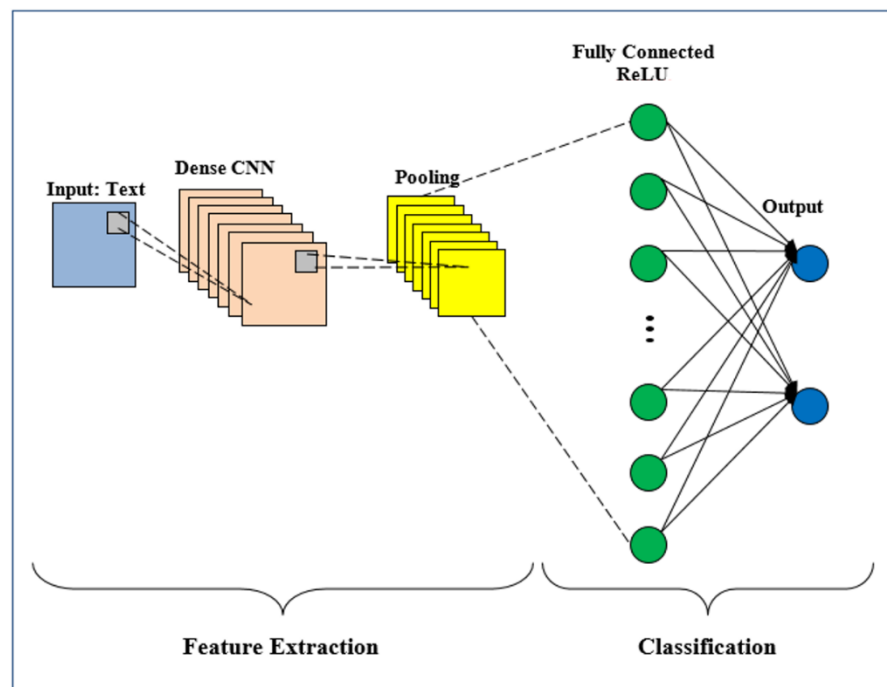 Fully Connected
ReLU
Dense CNN
Input: Text
Pooling
Output
Feature Extraction
Classification